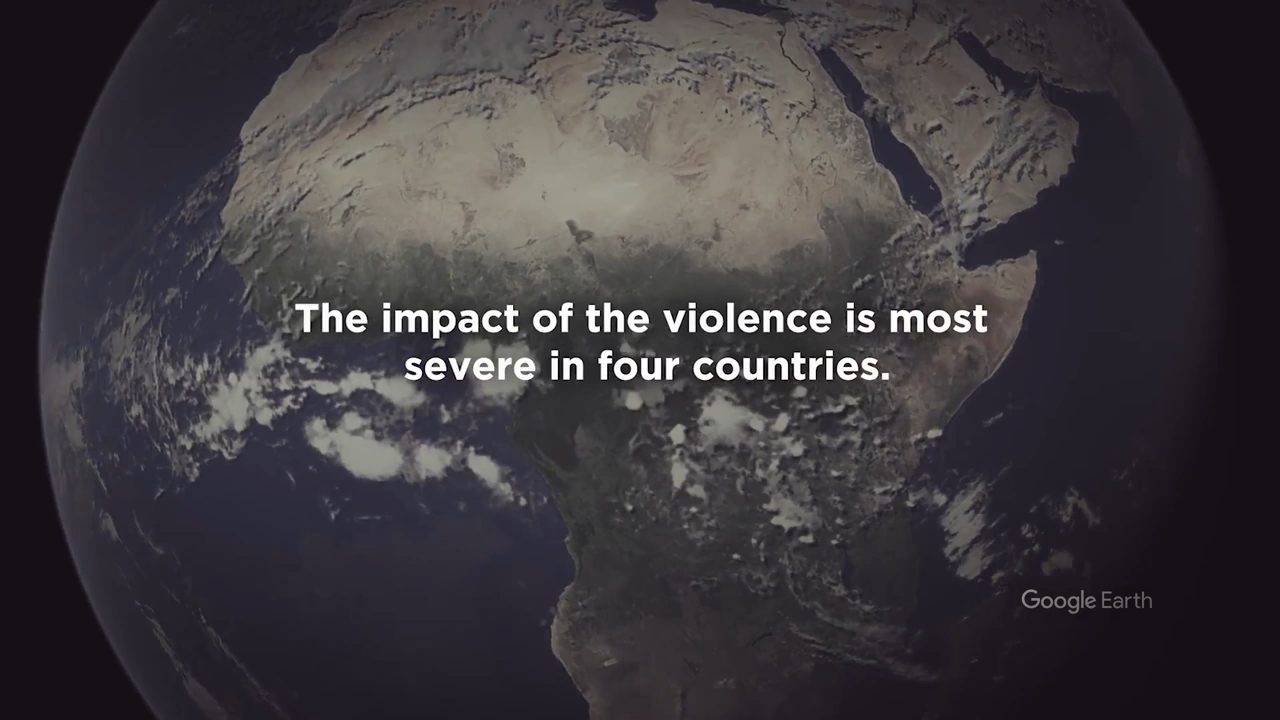 The impact of the violence is most
severe in four countries.
Google Earth